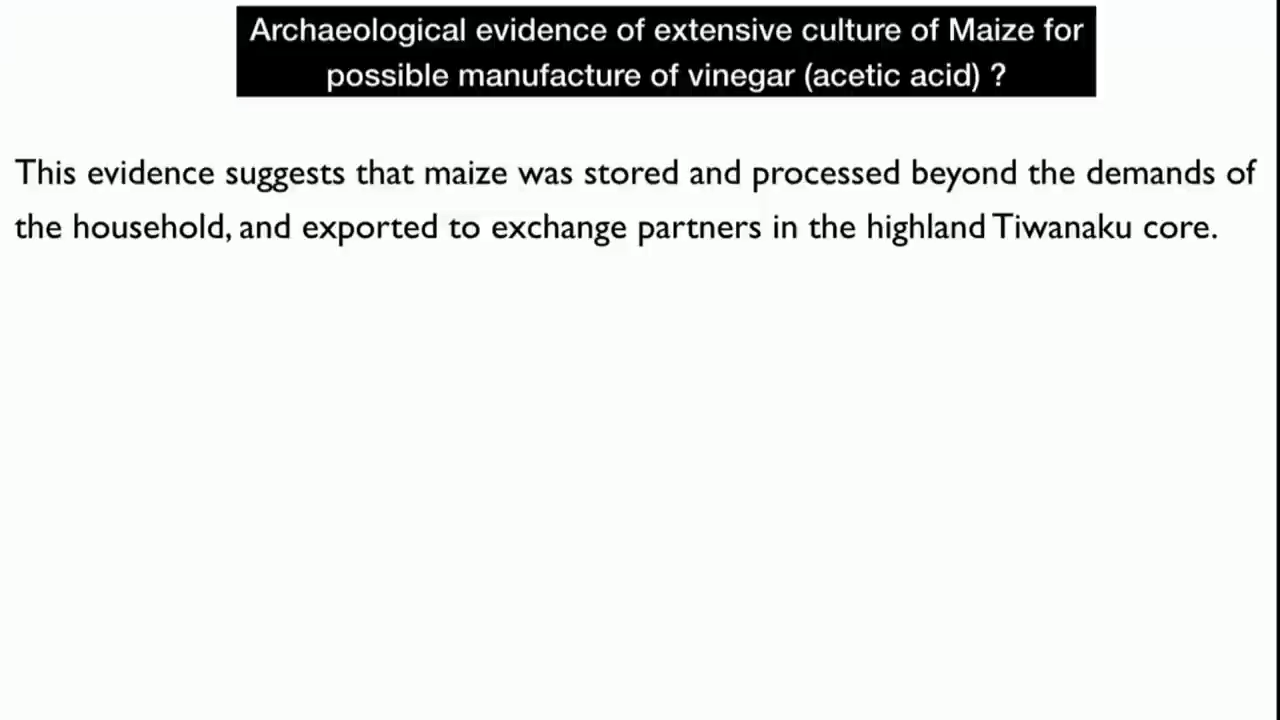 Archaeological evidence of extensive culture of Maize for
possible manufacture of vinegar (acetic acid) ?
This evidence suggests that maize was stored and processed beyond the demands of
the household, and exported to exchange partners in the highland Tiwanaku core.